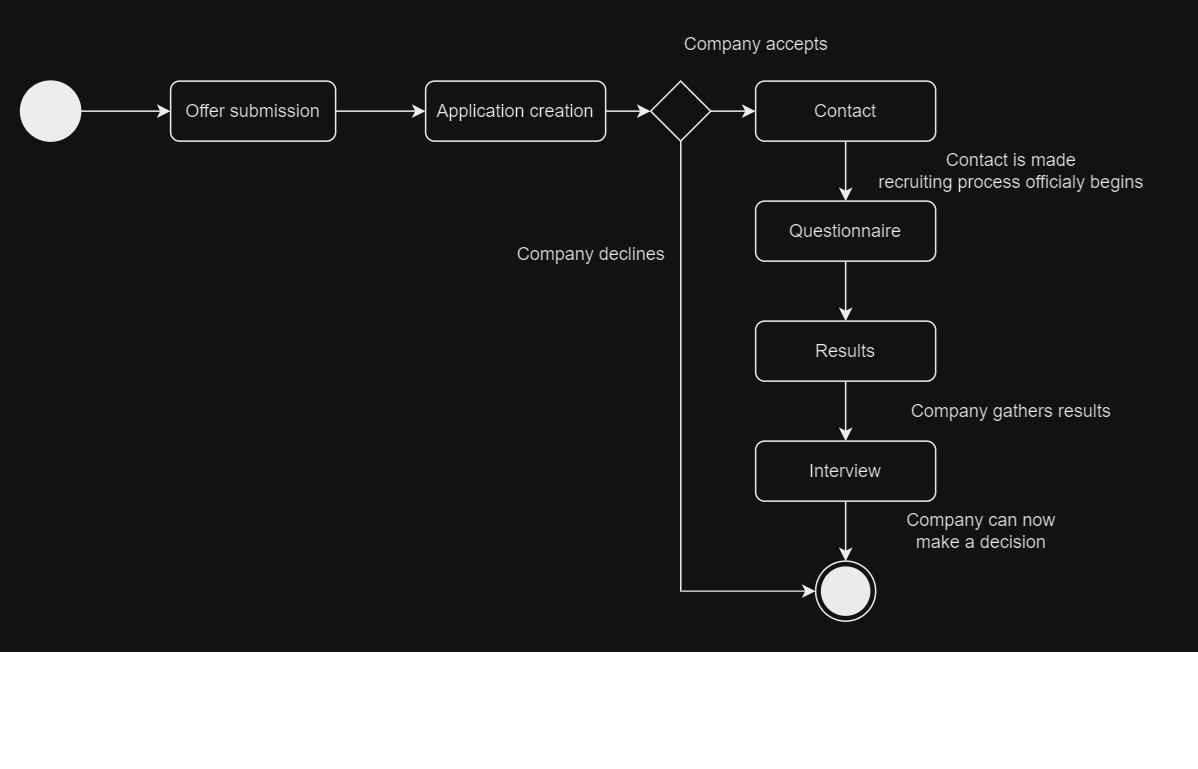 Company accepts
Offer submission
Application creation
Contact
Contact is made
recruiting process officialy begins
Questionnaire
Company declines
Results
Company gathers results
Interview
Company can now
make a decision